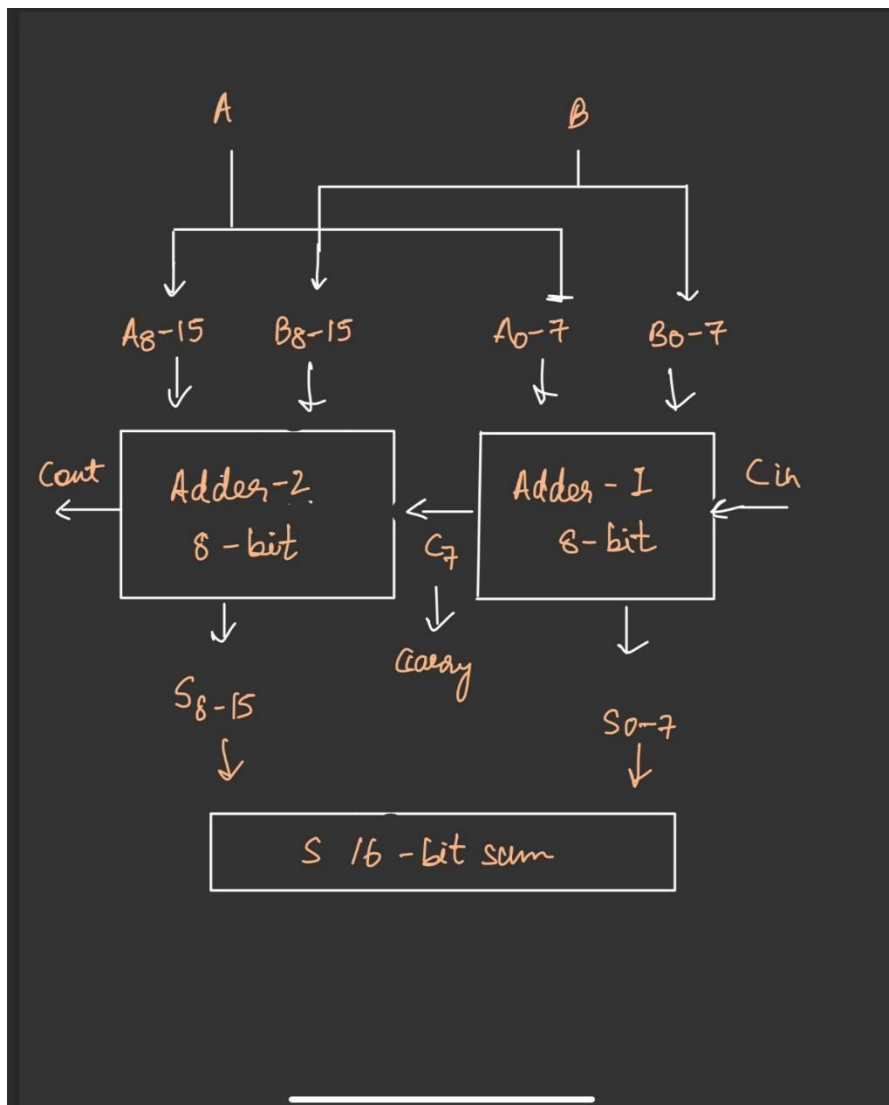 A B
A8-15 B8-15 A0-7 B0-7
Cout Adder-2 Adder-I Cin
8-bit C7 8-bit
Carry
S8-15 S0-7
S 16-bit sum